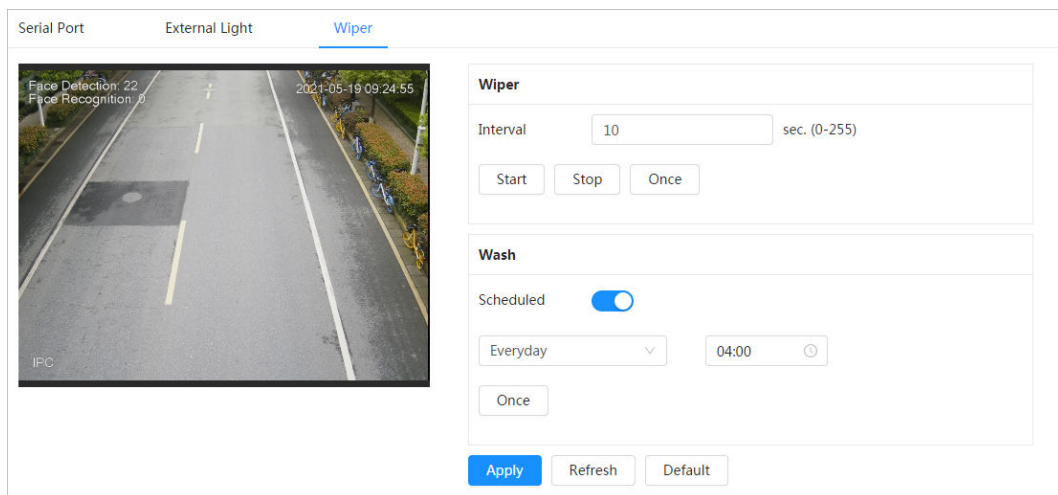 Serial Port External Light Wiper
Face Detection: 22
Face Recognition: 0
2021-05-19 09:24:55
IPC
Wiper
Interval 10 sec. (0-255)
Start Stop Once
Wash
Scheduled
Everyday 04:00
Once
Apply Refresh Default